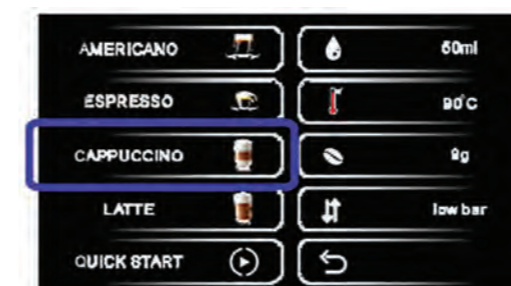 AMERICANO 60ml
ESPRESSO 90°C
CAPPUCCINO 9g
LATTE low bar
QUICK START